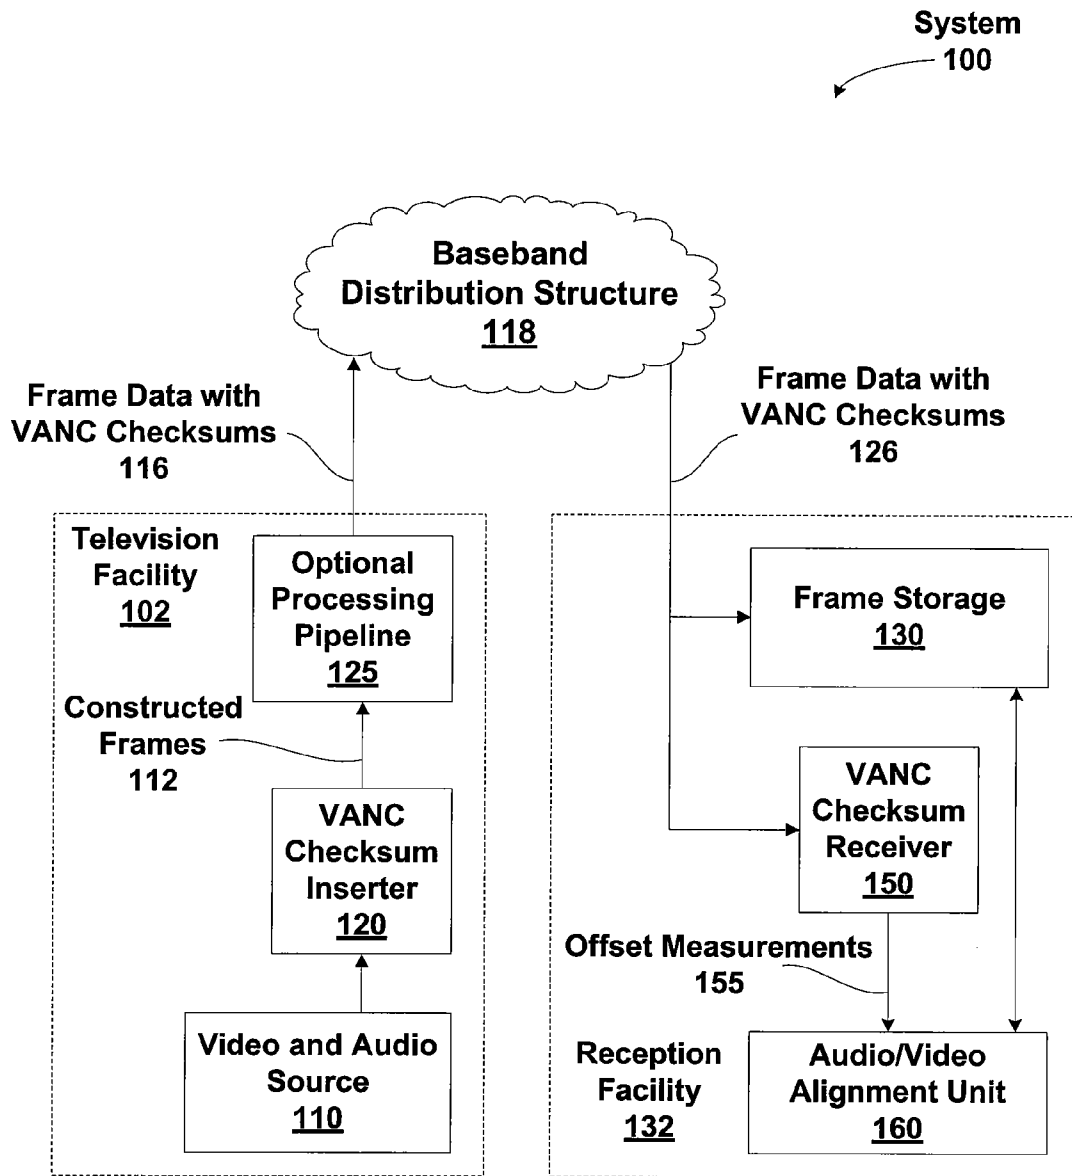 System
100
Baseband
Distribution Structure
118
Frame Data with
VANC Checksums
116
Frame Data with
VANC Checksums
126
Television
Facility
102
Optional
Processing
Pipeline
125
Constructed
Frames
112
VANC
Checksum
Inserter
120
Video and Audio
Source
110
Frame Storage
130
VANC
Checksum
Receiver
150
Offset Measurements
155
Reception
Facility
132
Audio/Video
Alignment Unit
160